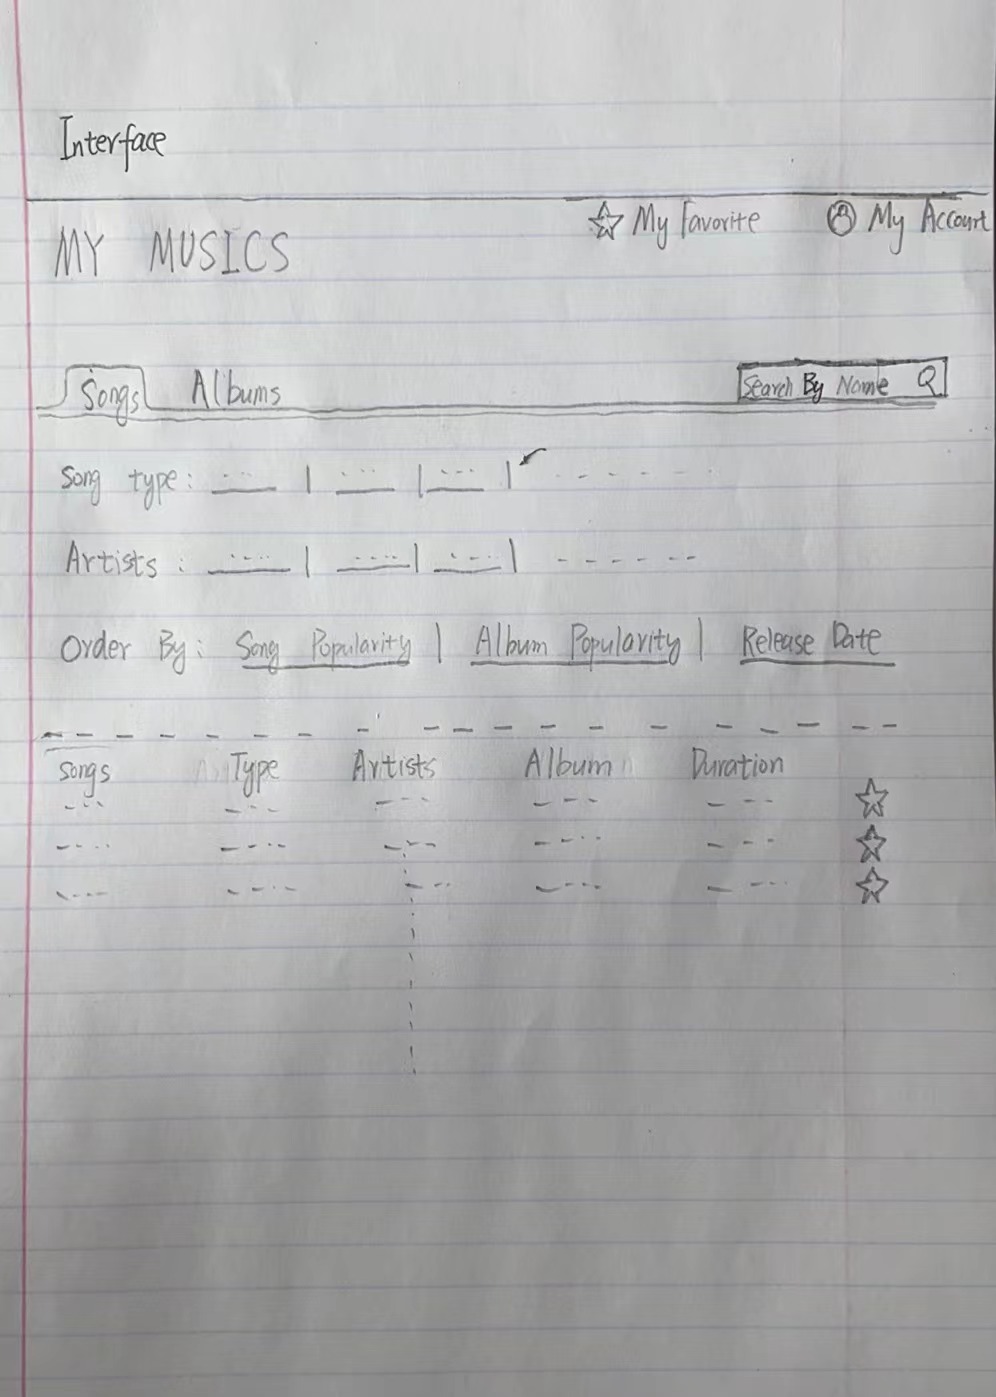 Interface
MY MUSICS
My Favorite
My Account
Songs Albums
Search By Name
Song type:
Artists :
Order By: Song Popularity | Album Popularity | Release Date
Songs Type Artists Album Duration